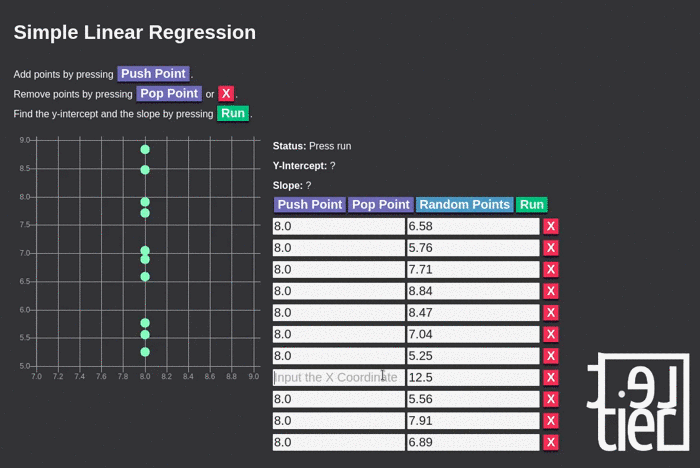 Simple Linear Regression
Add points by pressing Push Point.
Remove points by pressing Pop Point or X.
Find the y-intercept and the slope by pressing Run.
Status: Press run
Y-Intercept: ?
Slope: ?
Push Point Pop Point Random Points Run
8.0 6.58 X
8.0 5.76 X
8.0 7.71 X
8.0 8.84 X
8.0 8.47 X
8.0 7.04 X
8.0 5.25 X
Input the X Coordinate 12.5 X
8.0 5.56 X
8.0 7.91 X
8.0 6.89 X
9.0
8.5
8.0
7.5
7.0
6.5
6.0
5.5
5.0
7.0 7.2 7.4 7.6 7.8 8.0 8.2 8.4 8.6 8.8 9.0